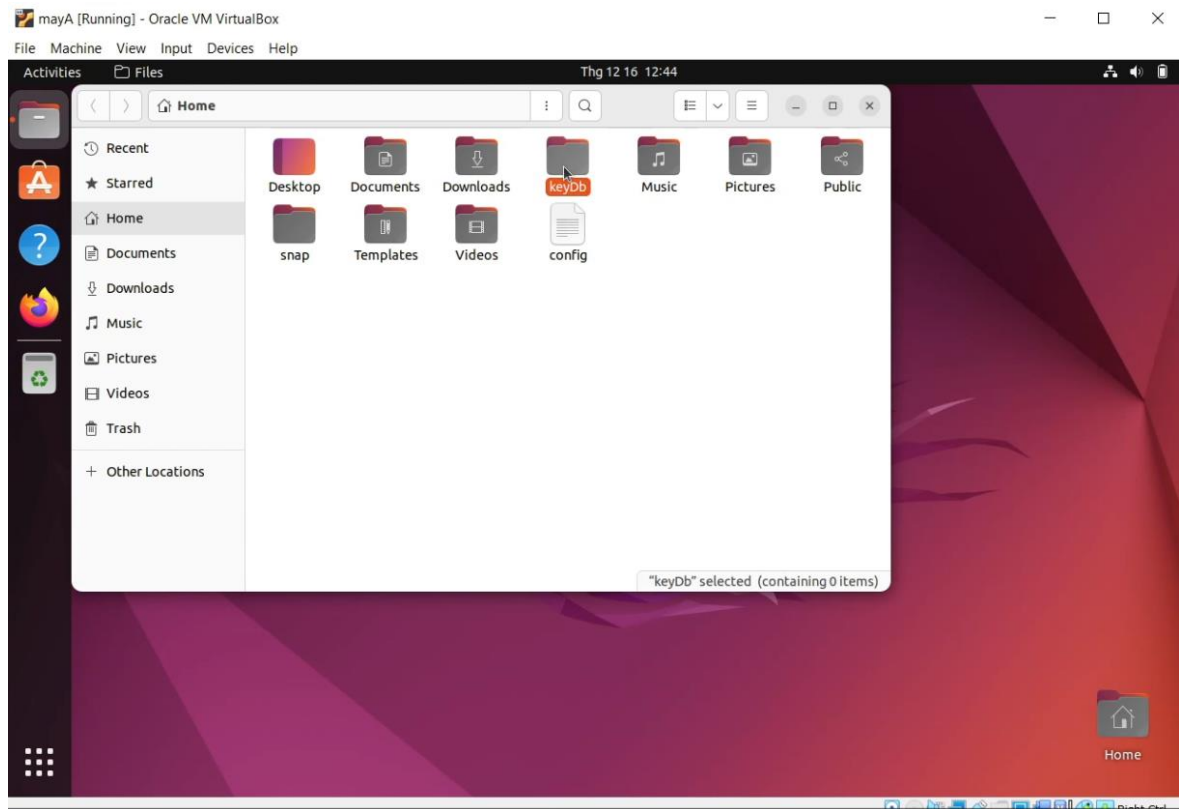 mayA [Running] - Oracle VM VirtualBox
File Machine View Input Devices Help
Activities Files Thg 12 16 12:44
Home
Recent
Starred
Home
Documents
Downloads
Music
Pictures
Videos
Trash
Other Locations
Desktop Documents Downloads keyDb Music Pictures Public
snap Templates Videos config
"keyDb" selected (containing 0 items)
Home
Right Ctrl